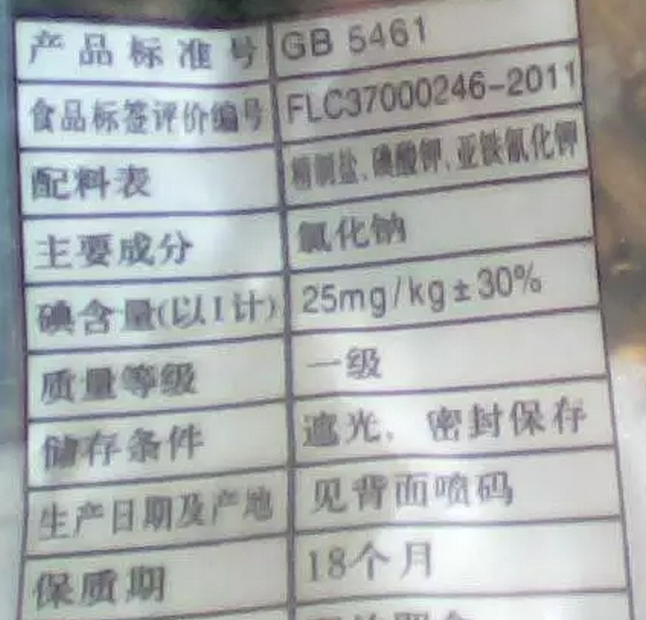 产品标准号 GB 5461
食品标签评价编号 FLC37000246-2011
配料表 精制盐、碘酸钾、亚铁氰化钾
主要成分 氯化钠
碘含量(以I计) 25mg/kg±30%
质量等级 一级
储存条件 遮光、密封保存
生产日期及产地 见背面喷码
保质期 18个月